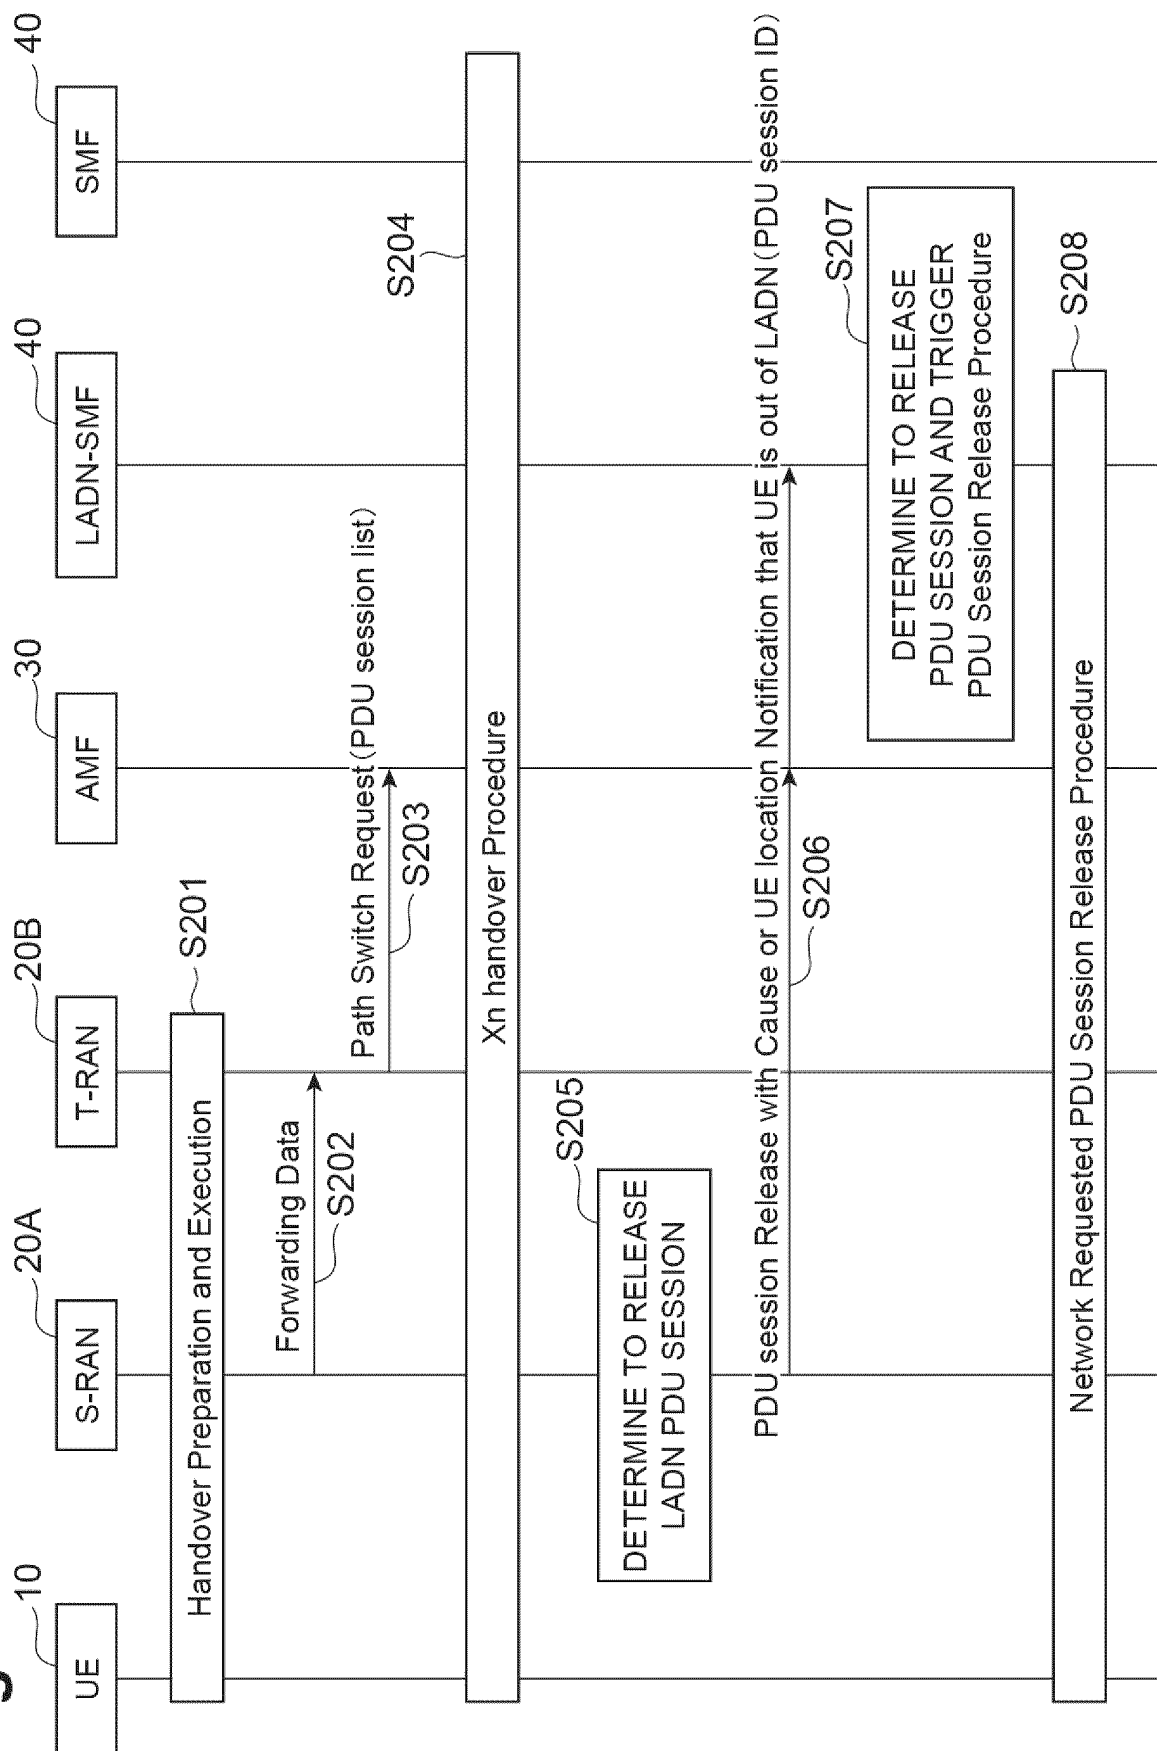 10
20A
20B
30
40
40
UE
S-RAN
T-RAN
AMF
LADN-SMF
SMF
Handover Preparation and Execution
S201
Forwarding Data
S202
Path Switch Request(PDU session list)
S203
S204
Xn handover Procedure
S205
DETERMINE TO RELEASE
LADN PDU SESSION
PDU session Release with Cause or UE location Notification that UE is out of LADN(PDU session ID)
S206
S207
DETERMINE TO RELEASE
PDU SESSION AND TRIGGER
PDU Session Release Procedure
Network Requested PDU Session Release Procedure
S208